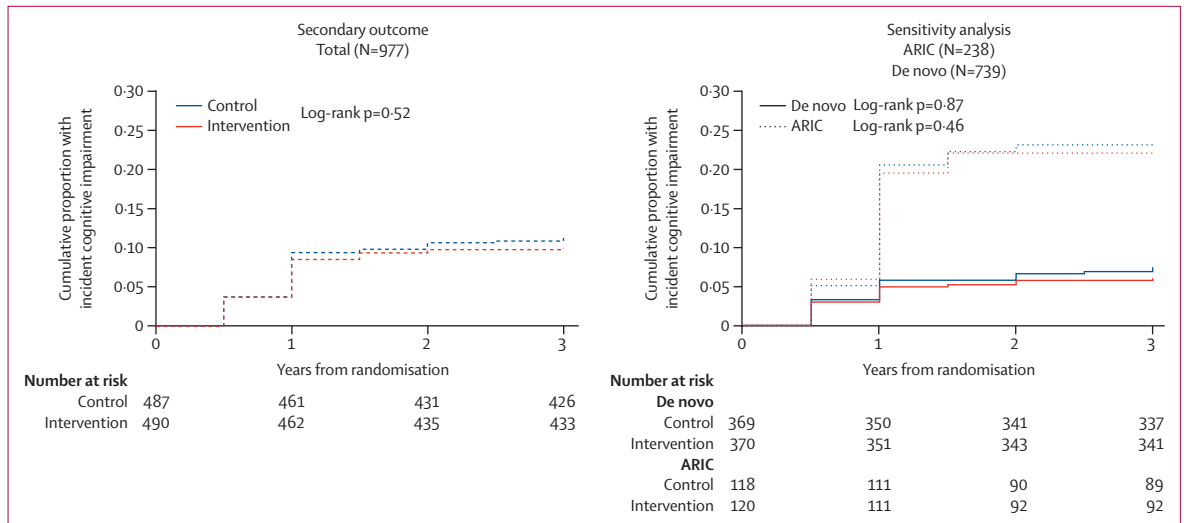 Secondary outcome
Total (N=977)
Cumulative proportion with
incident cognitive impairment
0·30
0·25
0·20
0·15
0·10
0·05
0
Control
Intervention
Log-rank p=0·52
0 1 2 3
Years from randomisation
Number at risk
Control 487 461 431 426
Intervention 490 462 435 433
Sensitivity analysis
ARIC (N=238)
De novo (N=739)
Cumulative proportion with
incident cognitive impairment
0·30
0·25
0·20
0·15
0·10
0·05
0
De novo Log-rank p=0·87
ARIC Log-rank p=0·46
0 1 2 3
Years from randomisation
Number at risk
De novo
Control 369 350 341 337
Intervention 370 351 343 341
ARIC
Control 118 111 90 89
Intervention 120 111 92 92